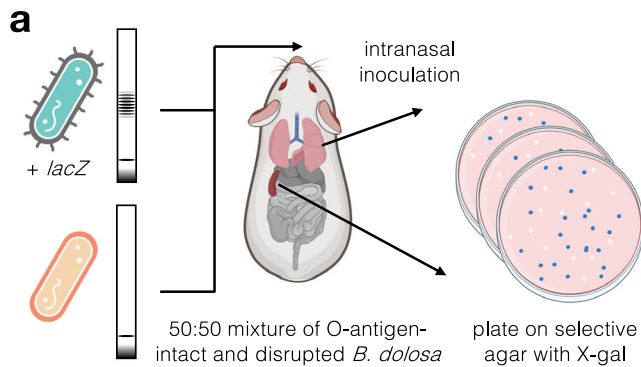 a
+ lacZ
intranasal
inoculation
50:50 mixture of O-antigen-
intact and disrupted B. dolosa
plate on selective
agar with X-gal